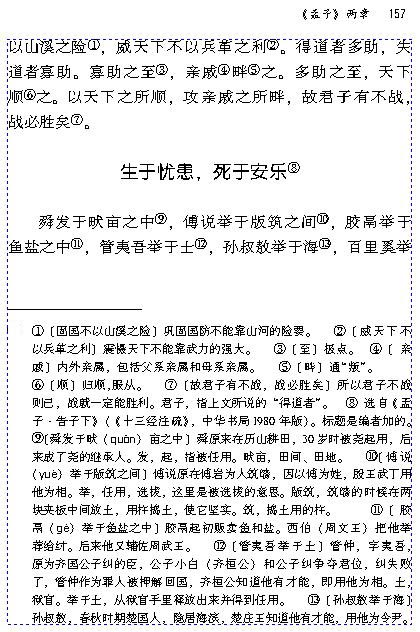 《孟子》两章 157
以山溪之险①，威天下不以兵革之利②。得道者多助，失
道者寡助。寡助之至③，亲戚④畔⑤之。多助之至，天下
顺⑥之。以天下之所顺，攻亲戚之所畔，故君子有不战，
战必胜矣⑦。
生于忧患，死于安乐⑧
舜发于畎亩之中⑨，傅说举于版筑之间⑩，胶鬲举于
鱼盐之中⑪，管夷吾举于士⑫，孙叔敖举于海⑬，百里奚举
①〔固国不以山溪之险〕巩固国防不能靠山河的险要。 ②〔威天下不
以兵革之利〕震慑天下不能靠武力的强大。 ③〔至〕极点。 ④〔亲
戚〕内外亲属，包括父系亲属和母系亲属。 ⑤〔畔〕通“叛”。
⑥〔顺〕归顺，服从。 ⑦〔故君子有不战，战必胜矣〕所以君子不战
则已，战就一定能胜利。君子，指上文所说的“得道者”。 ⑧ 选自《孟
子·告子下》(《十三经注疏》，中华书局1980年版)。标题是编者加的。
⑨〔舜发于畎（quǎn）亩之中〕舜原来在历山耕田，30岁时被尧起用，后
来成了尧的继承人。发，起，指被任用。畎亩，田间、田地。 ⑩〔傅说
（yuè）举于版筑之间〕傅说原在傅岩为人筑墙，因以傅为姓，殷王武丁用
他为相。举，任用，选拔，这里是被选拔的意思。版筑，筑墙的时候在两
块夹板中间放土，用杵捣土，使它坚实。筑，捣土用的杵。 ⑪〔胶
鬲（gé）举于鱼盐之中〕胶鬲起初贩卖鱼和盐。西伯（周文王）把他举
荐给纣。后来他又辅佐周武王。 ⑫〔管夷吾举于士〕管仲，字夷吾，
原为齐国公子纠的臣，公子小白（齐桓公）和公子纠争夺君位，纠失败
了，管仲作为罪人被押解回国，齐桓公知道他有才能，即用他为相。士，
狱官。举于士，从狱官手里释放出来并得到任用。 ⑬〔孙叔敖举于海〕
孙叔敖，春秋时期楚国人，隐居海滨，楚庄王知道他有才能，用他为令尹。